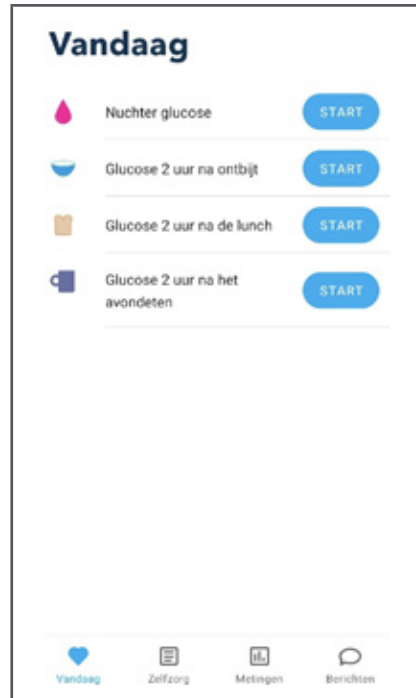 Vandaag
Nuchter glucose
START
Glucose 2 uur na ontbijt
START
Glucose 2 uur na de lunch
START
Glucose 2 uur na het
avondeten
START
Vandaag
Zelfzorg
Metingen
Berichten